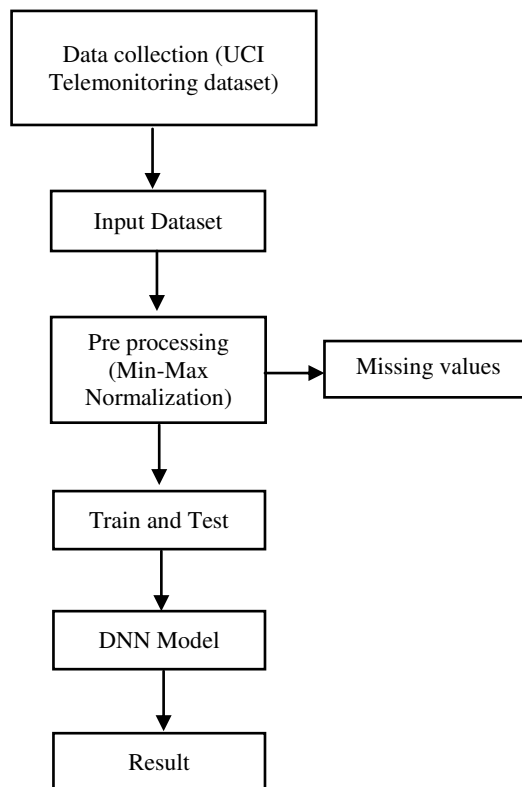 Data collection (UCI
Telemonitoring dataset)
Input Dataset
Pre processing
(Min-Max
Normalization)
Missing values
Train and Test
DNN Model
Result